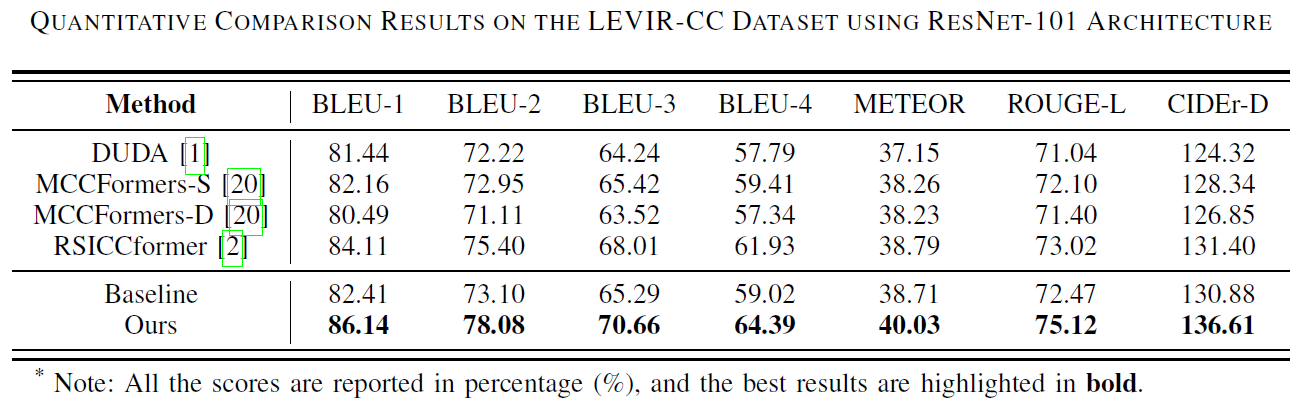 QUANTITATIVE COMPARISON RESULTS ON THE LEVIR-CC DATASET USING RESNET-101 ARCHITECTURE
Method BLEU-1 BLEU-2 BLEU-3 BLEU-4 METEOR ROUGE-L CIDEr-D
DUDA [1] 81.44 72.22 64.24 57.79 37.15 71.04 124.32
MCCFormers-S [20] 82.16 72.95 65.42 59.41 38.26 72.10 128.34
MCCFormers-D [20] 80.49 71.11 63.52 57.34 38.23 71.40 126.85
RSICCformer [2] 84.11 75.40 68.01 61.93 38.79 73.02 131.40
Baseline 82.41 73.10 65.29 59.02 38.71 72.47 130.88
Ours 86.14 78.08 70.66 64.39 40.03 75.12 136.61
* Note: All the scores are reported in percentage (%), and the best results are highlighted in bold.